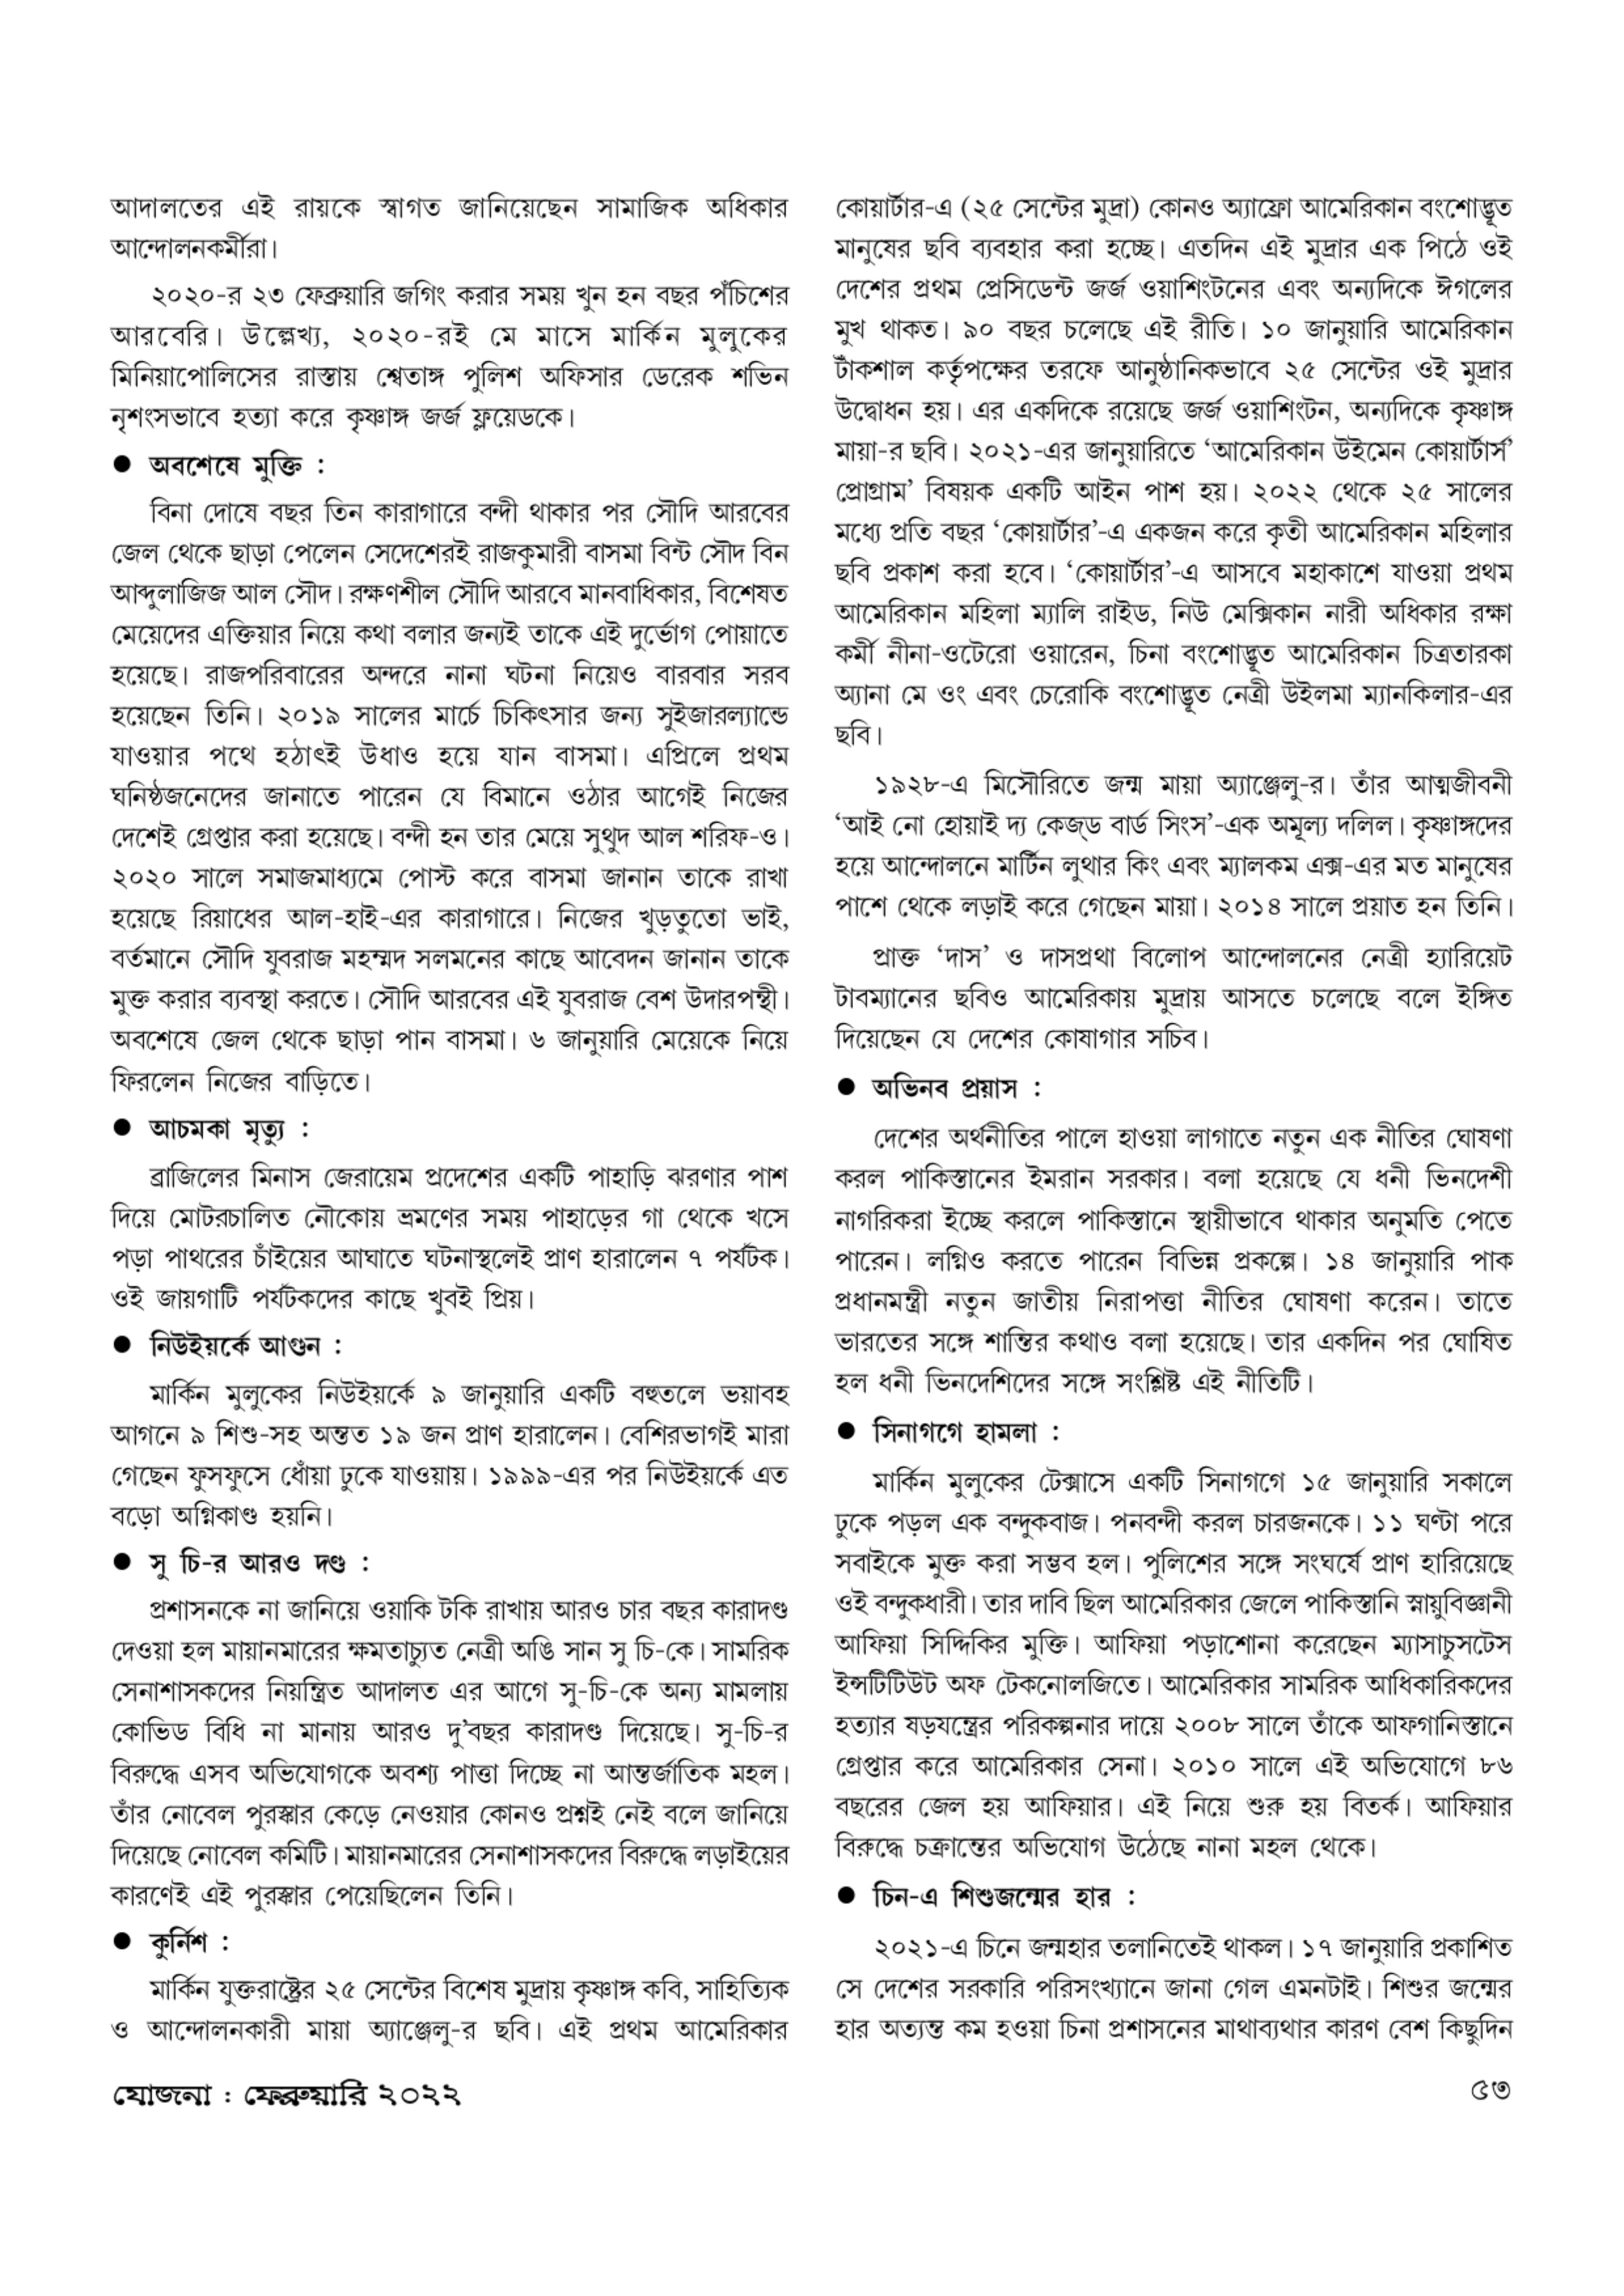 আদালতের এই রায়কে স্বাগত জানিয়েছেন সামাজিক অধিকার
আন্দোলনকর্মীরা।
২০২০-র ২৩ ফেব্রুয়ারি জগিং করার সময় খুন হন বছর পঁচিশের
আরবেরি। উল্লেখ্য, ২০২০-রই মে মাসে মার্কিন মুলুকের
মিনিয়াপোলিসের রাস্তায় শ্বেতাঙ্গ পুলিশ অফিসার ডেরেক শভিন
নৃশংসভাবে হত্যা করে কৃষ্ণাঙ্গ জর্জ ফ্লয়েডকে।
● অবশেষে মুক্তি :
বিনা দোষে বছর তিন কারাগারে বন্দী থাকার পর সৌদি আরবের
জেল থেকে ছাড়া পেলেন সেদেশেরই রাজকুমারী বাসমা বিন্ট সৌদ বিন
আব্দুলাজিজ আল সৌদ। রক্ষণশীল সৌদি আরবে মানবাধিকার, বিশেষত
মেয়েদের এক্তিয়ার নিয়ে কথা বলার জন্যই তাকে এই দুর্ভোগ পোয়াতে
হয়েছে। রাজপরিবারের অন্দরে নানা ঘটনা নিয়েও বারবার সরব
হয়েছেন তিনি। ২০১৯ সালের মার্চে চিকিৎসার জন্য সুইজারল্যান্ডে
যাওয়ার পথে হঠাৎই উধাও হয়ে যান বাসমা। এপ্রিলে প্রথম
ঘনিষ্ঠজনেদের জানাতে পারেন যে বিমানে ওঠার আগেই নিজের
দেশেই গ্রেপ্তার করা হয়েছে। বন্দী হন তার মেয়ে সুথুদ আল শরিফ-ও।
২০২০ সালে সমাজমাধ্যমে পোস্ট করে বাসমা জানান তাকে রাখা
হয়েছে রিয়াধের আল-হাই-এর কারাগারে। নিজের খুড়তুতো ভাই,
বর্তমানে সৌদি যুবরাজ মহম্মদ সলমনের কাছে আবেদন জানান তাকে
মুক্ত করার ব্যবস্থা করতে। সৌদি আরবের এই যুবরাজ বেশ উদারপন্থী।
অবশেষে জেল থেকে ছাড়া পান বাসমা। ৬ জানুয়ারি মেয়েকে নিয়ে
ফিরলেন নিজের বাড়িতে।
● আচমকা মৃত্যু :
ব্রাজিলের মিনাস জেরায়েম প্রদেশের একটি পাহাড়ি ঝরণার পাশ
দিয়ে মোটরচালিত নৌকোয় ভ্রমণের সময় পাহাড়ের গা থেকে খসে
পড়া পাথরের চাঁইয়ের আঘাতে ঘটনাস্থলেই প্রাণ হারালেন ৭ পর্যটক।
ওই জায়গাটি পর্যটকদের কাছে খুবই প্রিয়।
● নিউইয়র্কে আগুন :
মার্কিন মুলুকের নিউইয়র্কে ৯ জানুয়ারি একটি বহুতলে ভয়াবহ
আগনে ৯ শিশু-সহ অন্তত ১৯ জন প্রাণ হারালেন। বেশিরভাগই মারা
গেছেন ফুসফুসে ধোঁয়া ঢুকে যাওয়ায়। ১৯৯৯-এর পর নিউইয়র্কে এত
বড়ো অগ্নিকাণ্ড হয়নি।
● সু চি-র আরও দণ্ড :
প্রশাসনকে না জানিয়ে ওয়াকি টকি রাখায় আরও চার বছর কারাদণ্ড
দেওয়া হল মায়ানমারের ক্ষমতাচ্যুত নেত্রী অঙি সান সু চি-কে। সামরিক
সেনাশাসকদের নিয়ন্ত্রিত আদালত এর আগে সু-চি-কে অন্য মামলায়
কোভিড বিধি না মানায় আরও দু’বছর কারাদণ্ড দিয়েছে। সু-চি-র
বিরুদ্ধে এসব অভিযোগকে অবশ্য পাত্তা দিচ্ছে না আন্তর্জাতিক মহল।
তাঁর নোবেল পুরস্কার কেড়ে নেওয়ার কোনও প্রশ্নই নেই বলে জানিয়ে
দিয়েছে নোবেল কমিটি। মায়ানমারের সেনাশাসকদের বিরুদ্ধে লড়াইয়ের
কারণেই এই পুরস্কার পেয়েছিলেন তিনি।
● কুর্নিশ :
মার্কিন যুক্তরাষ্ট্রের ২৫ সেন্টের বিশেষ মুদ্রায় কৃষ্ণাঙ্গ কবি, সাহিত্যিক
ও আন্দোলনকারী মায়া অ্যাঞ্জেলু-র ছবি। এই প্রথম আমেরিকার
কোয়ার্টার-এ (২৫ সেন্টের মুদ্রা) কোনও অ্যাফ্রো আমেরিকান বংশোদ্ভূত
মানুষের ছবি ব্যবহার করা হচ্ছে। এতদিন এই মুদ্রার এক পিঠে ওই
দেশের প্রথম প্রেসিডেন্ট জর্জ ওয়াশিংটনের এবং অন্যদিকে ঈগলের
মুখ থাকত। ৯০ বছর চলেছে এই রীতি। ১০ জানুয়ারি আমেরিকান
টাঁকশাল কর্তৃপক্ষের তরফে আনুষ্ঠানিকভাবে ২৫ সেন্টের ওই মুদ্রার
উদ্বোধন হয়। এর একদিকে রয়েছে জর্জ ওয়াশিংটন, অন্যদিকে কৃষ্ণাঙ্গ
মায়া-র ছবি। ২০২১-এর জানুয়ারিতে ‘আমেরিকান উইমেন কোয়ার্টার্স’
প্রোগ্রাম’ বিষয়ক একটি আইন পাশ হয়। ২০২২ থেকে ২৫ সালের
মধ্যে প্রতি বছর ‘কোয়ার্টার’-এ একজন করে কৃতী আমেরিকান মহিলার
ছবি প্রকাশ করা হবে। ‘কোয়ার্টার’-এ আসবে মহাকাশে যাওয়া প্রথম
আমেরিকান মহিলা ম্যালি রাইড, নিউ মেক্সিকান নারী অধিকার রক্ষা
কর্মী নীনা-ওটেরো ওয়ারেন, চিনা বংশোদ্ভূত আমেরিকান চিত্রতারকা
অ্যানা মে ওং এবং চেরোকি বংশোদ্ভূত নেত্রী উইলমা ম্যানকিলার-এর
ছবি।
১৯২৮-এ মিসৌরিতে জন্ম মায়া অ্যাঞ্জেলু-র। তাঁর আত্মজীবনী
‘আই নো হোয়াই দ্য কেজ্‌ড বার্ড সিংস’-এক অমূল্য দলিল। কৃষ্ণাঙ্গদের
হয়ে আন্দোলনে মার্টিন লুথার কিং এবং ম্যালকম এক্স-এর মত মানুষের
পাশে থেকে লড়াই করে গেছেন মায়া। ২০১৪ সালে প্রয়াত হন তিনি।
প্রাক্ত ‘দাস’ ও দাসপ্রথা বিলোপ আন্দোলনের নেত্রী হ্যারিয়েট
টাবম্যানের ছবিও আমেরিকায় মুদ্রায় আসতে চলেছে বলে ইঙ্গিত
দিয়েছেন যে দেশের কোষাগার সচিব।
● অভিনব প্রয়াস :
দেশের অর্থনীতির পালে হাওয়া লাগাতে নতুন এক নীতির ঘোষণা
করল পাকিস্তানের ইমরান সরকার। বলা হয়েছে যে ধনী ভিনদেশী
নাগরিকরা ইচ্ছে করলে পাকিস্তানে স্থায়ীভাবে থাকার অনুমতি পেতে
পারেন। লগ্নিও করতে পারেন বিভিন্ন প্রকল্পে। ১৪ জানুয়ারি পাক
প্রধানমন্ত্রী নতুন জাতীয় নিরাপত্তা নীতির ঘোষণা করেন। তাতে
ভারতের সঙ্গে শান্তির কথাও বলা হয়েছে। তার একদিন পর ঘোষিত
হল ধনী ভিনদেশিদের সঙ্গে সংশ্লিষ্ট এই নীতিটি।
● সিনাগগে হামলা :
মার্কিন মুলুকের টেক্সাসে একটি সিনাগগে ১৫ জানুয়ারি সকালে
ঢুকে পড়ল এক বন্দুকবাজ। পনবন্দী করল চারজনকে। ১১ ঘণ্টা পরে
সবাইকে মুক্ত করা সম্ভব হল। পুলিশের সঙ্গে সংঘর্ষে প্রাণ হারিয়েছে
ওই বন্দুকধারী। তার দাবি ছিল আমেরিকার জেলে পাকিস্তানি স্নায়ুবিজ্ঞানী
আফিয়া সিদ্দিকির মুক্তি। আফিয়া পড়াশোনা করেছেন ম্যাসাচুসটেস
ইন্সটিটিউট অফ টেকনোলজিতে। আমেরিকার সামরিক আধিকারিকদের
হত্যার ষড়যন্ত্রের পরিকল্পনার দায়ে ২০০৮ সালে তাঁকে আফগানিস্তানে
গ্রেপ্তার করে আমেরিকার সেনা। ২০১০ সালে এই অভিযোগে ৮৬
বছরের জেল হয় আফিয়ার। এই নিয়ে শুরু হয় বিতর্ক। আফিয়ার
বিরুদ্ধে চক্রান্তের অভিযোগ উঠেছে নানা মহল থেকে।
● চিন-এ শিশুজন্মের হার :
২০২১-এ চিনে জন্মহার তলানিতেই থাকল। ১৭ জানুয়ারি প্রকাশিত
সে দেশের সরকারি পরিসংখ্যানে জানা গেল এমনটাই। শিশুর জন্মের
হার অত্যন্ত কম হওয়া চিনা প্রশাসনের মাথাব্যথার কারণ বেশ কিছুদিন
যোজনা : ফেব্রুয়ারি ২০২২
৫৩